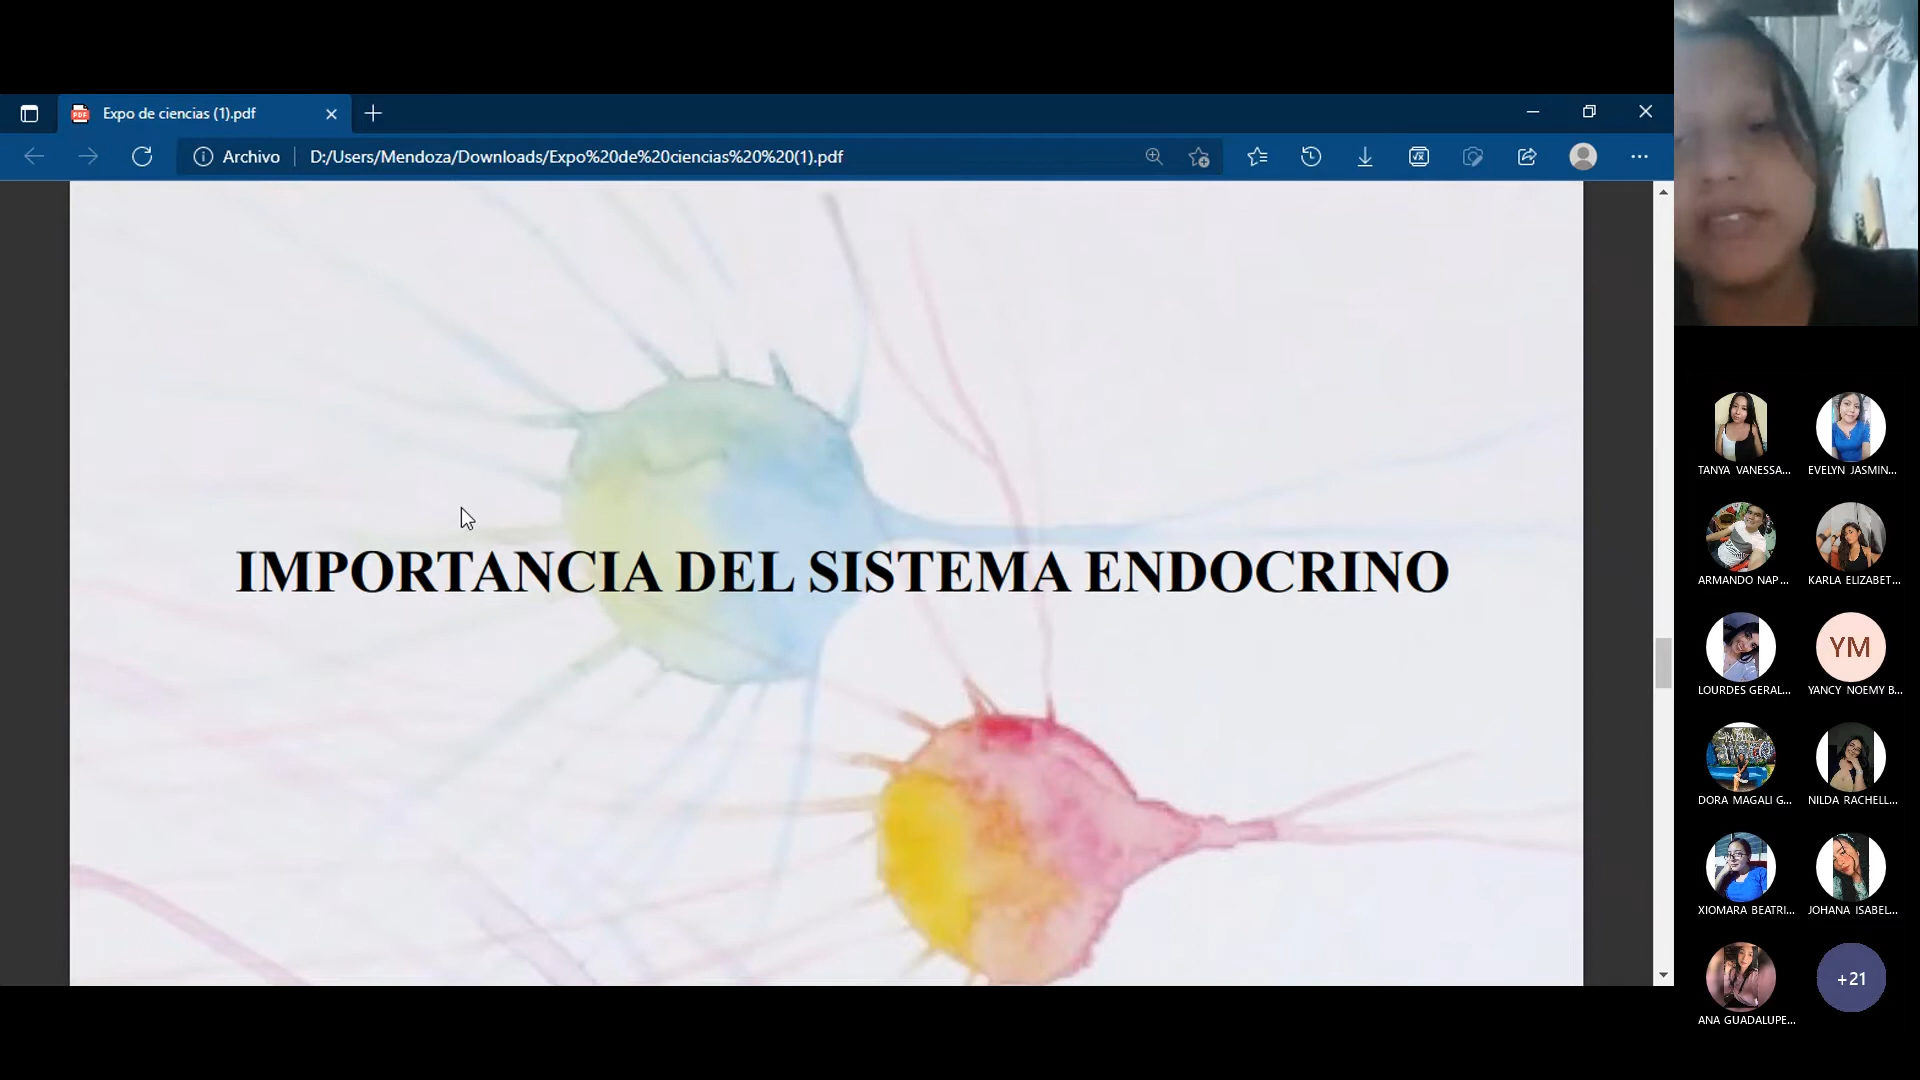 Expo de ciencias (1).pdf
Archivo
D:/Users/Mendoza/Downloads/Expo%20de%20ciencias%20%20(1).pdf
IMPORTANCIA DEL SISTEMA ENDOCRINO
TANYA VANESSA...
EVELYN JASMIN...
ARMANDO NAP...
KARLA ELIZABET...
LOURDES GERAL...
YM
YANCY NOEMY B...
DORA MAGALI G...
NILDA RACHELL...
XIOMARA BEATRI...
JOHANA ISABEL...
ANA GUADALUPE...
+21